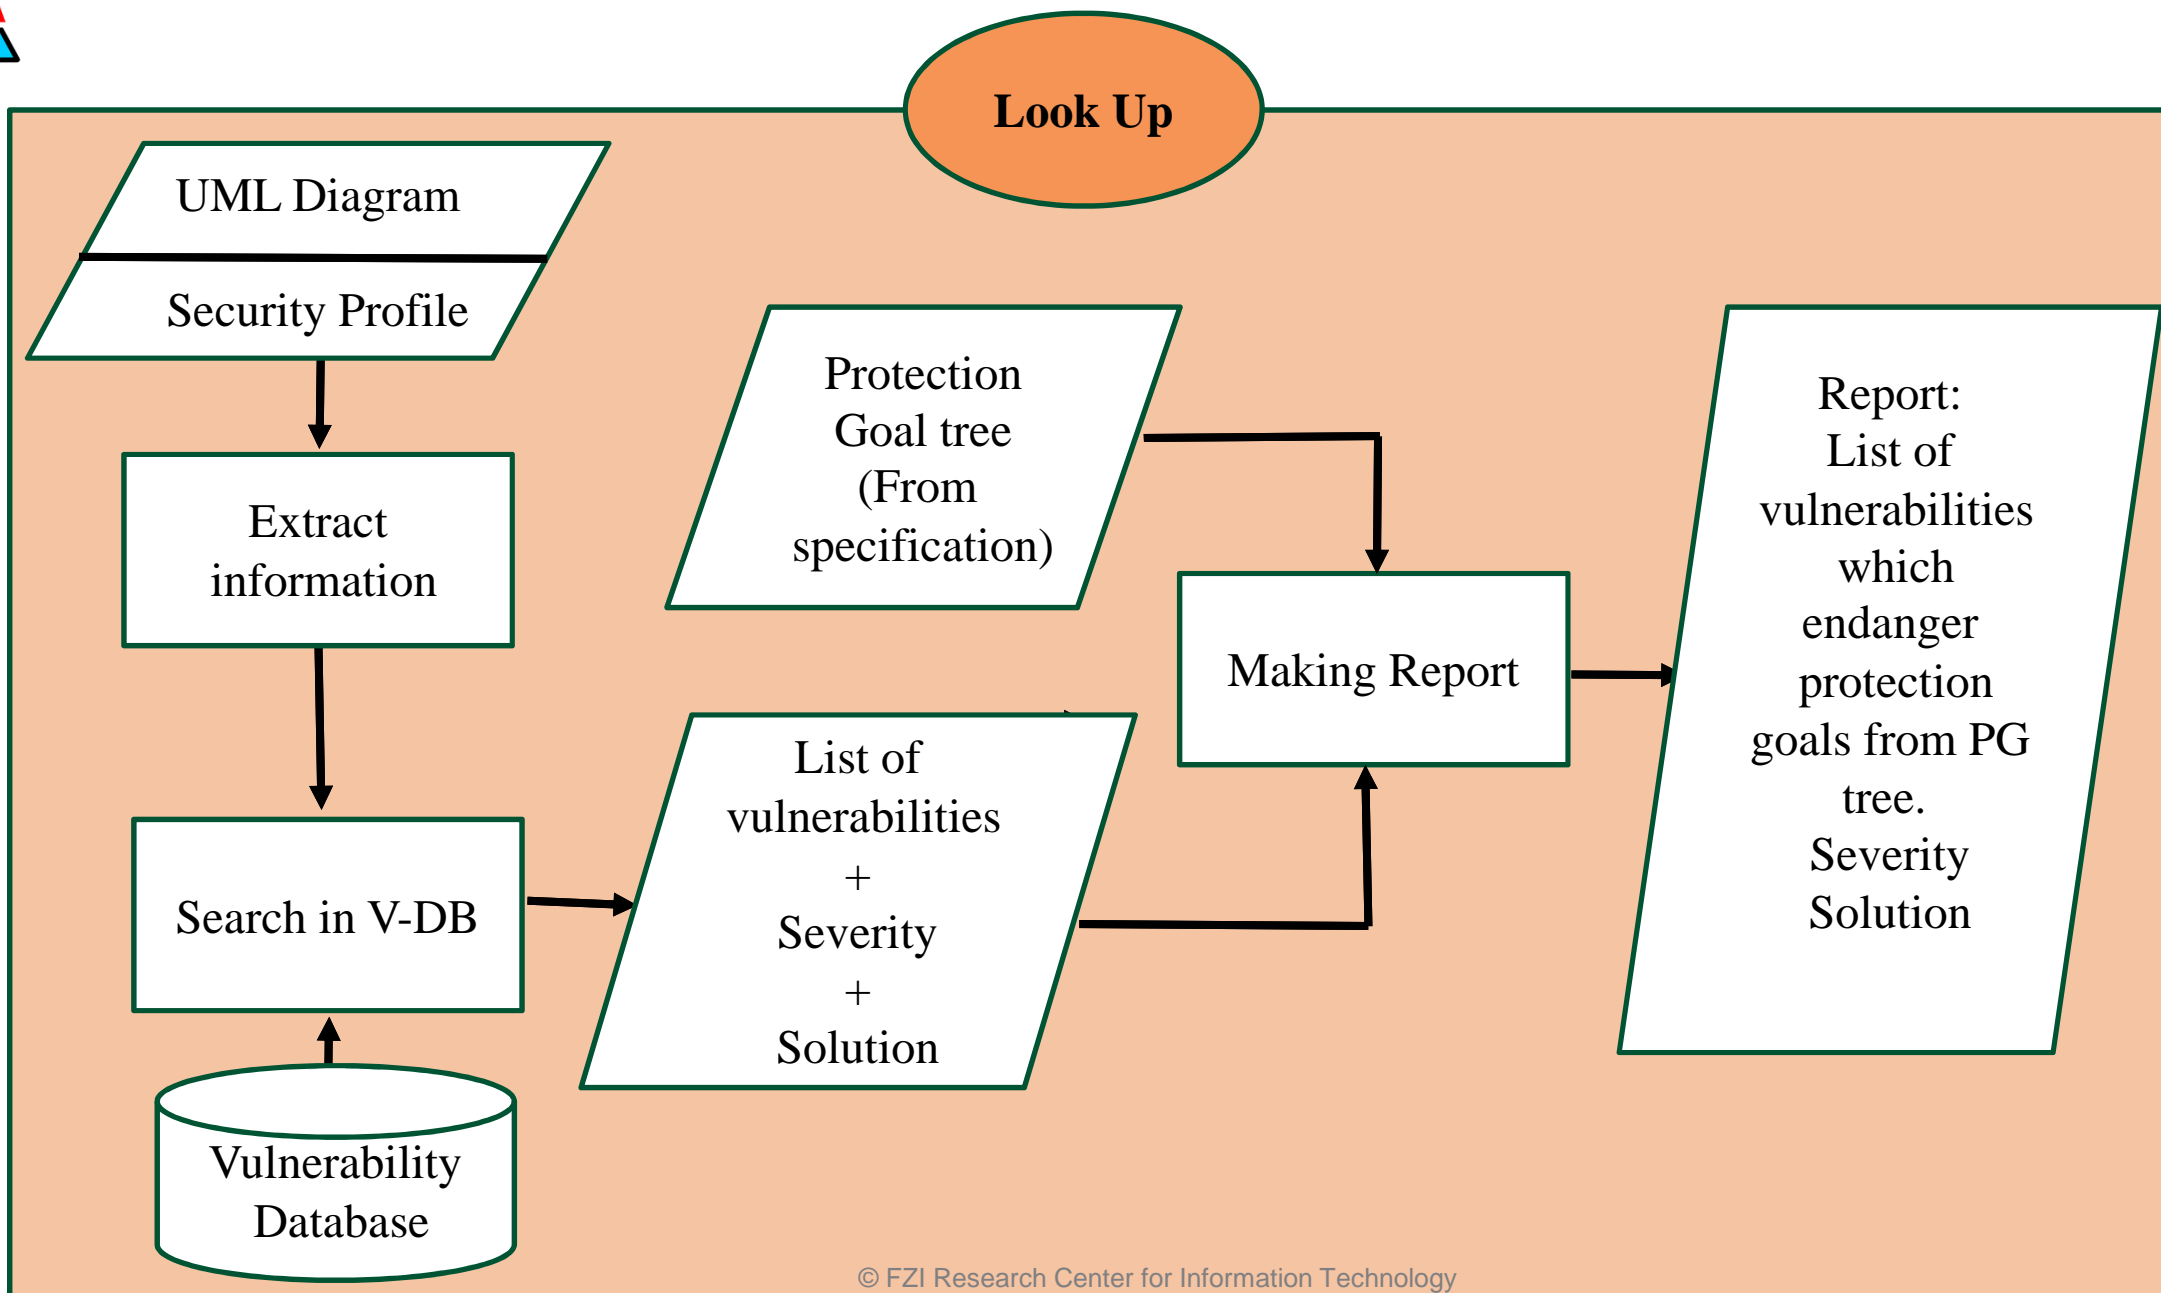 Look Up
UML Diagram
Security Profile
Extract
information
Search in V-DB
Vulnerability
Database
Protection
Goal tree
(From
specification)
List of
vulnerabilities
+
Severity
+
Solution
Making Report
Report:
List of
vulnerabilities
which
endanger
protection
goals from PG
tree.
Severity
Solution
© FZI Research Center for Information Technology